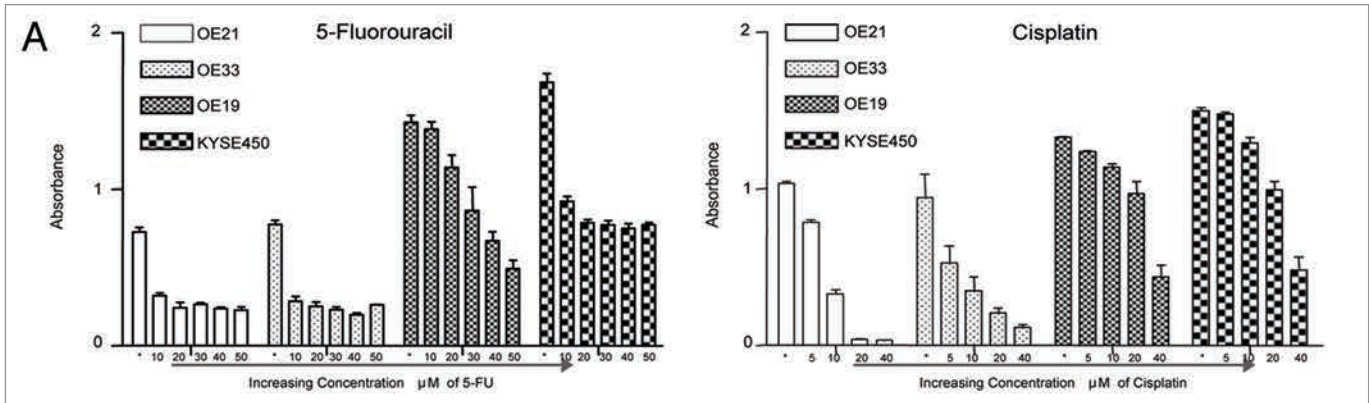 A
5-Fluorouracil
2
1
0
Absorbance
OE21
OE33
OE19
KYSE450
* 10 20 30 40 50 * 10 20 30 40 50 * 10 20 30 40 50 * 10 20 30 40 50
Increasing Concentration µM of 5-FU
Cisplatin
2
1
0
Absorbance
OE21
OE33
OE19
KYSE450
* 5 10 20 40 * 5 10 20 40 * 5 10 20 40 * 5 10 20 40
Increasing Concentration µM of Cisplatin